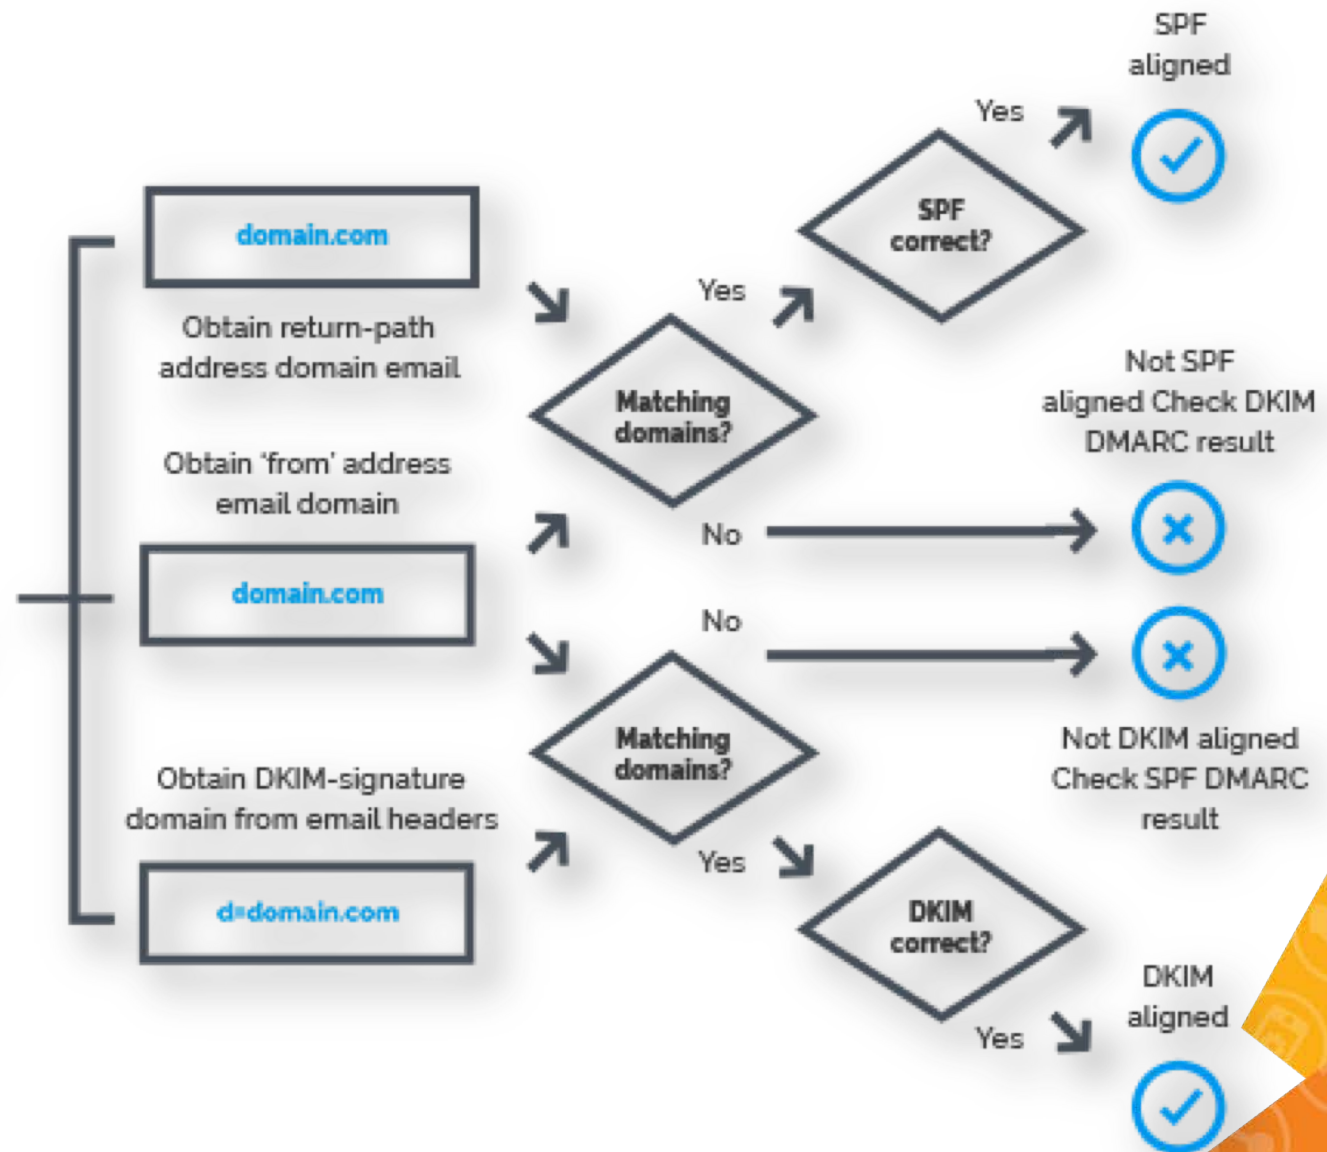 SPF
aligned
Yes
SPF
correct?
domain.com
Obtain return-path
address domain email
Yes
Matching
domains?
Not SPF
aligned Check DKIM
DMARC result
Obtain 'from' address
email domain
No
domain.com
No
Matching
domains?
Not DKIM aligned
Check SPF DMARC
result
Obtain DKIM-signature
domain from email headers
Yes
d=domain.com
DKIM
correct?
Yes
DKIM
aligned